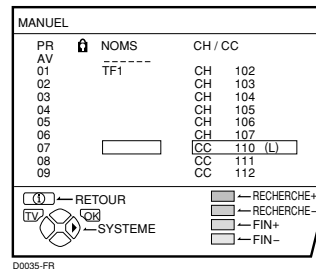 MANUEL
PR NOMS CH / CC
AV ------
01 TF1 CH 102
02 CH 103
03 CH 104
04 CH 105
05 CH 106
06 CH 107
07 CC 110 (L)
08 CC 111
09 CC 112
RETOUR
TV OK
SYSTEME
RECHERCHE+
RECHERCHE−
FIN+
FIN−
D0035-FR